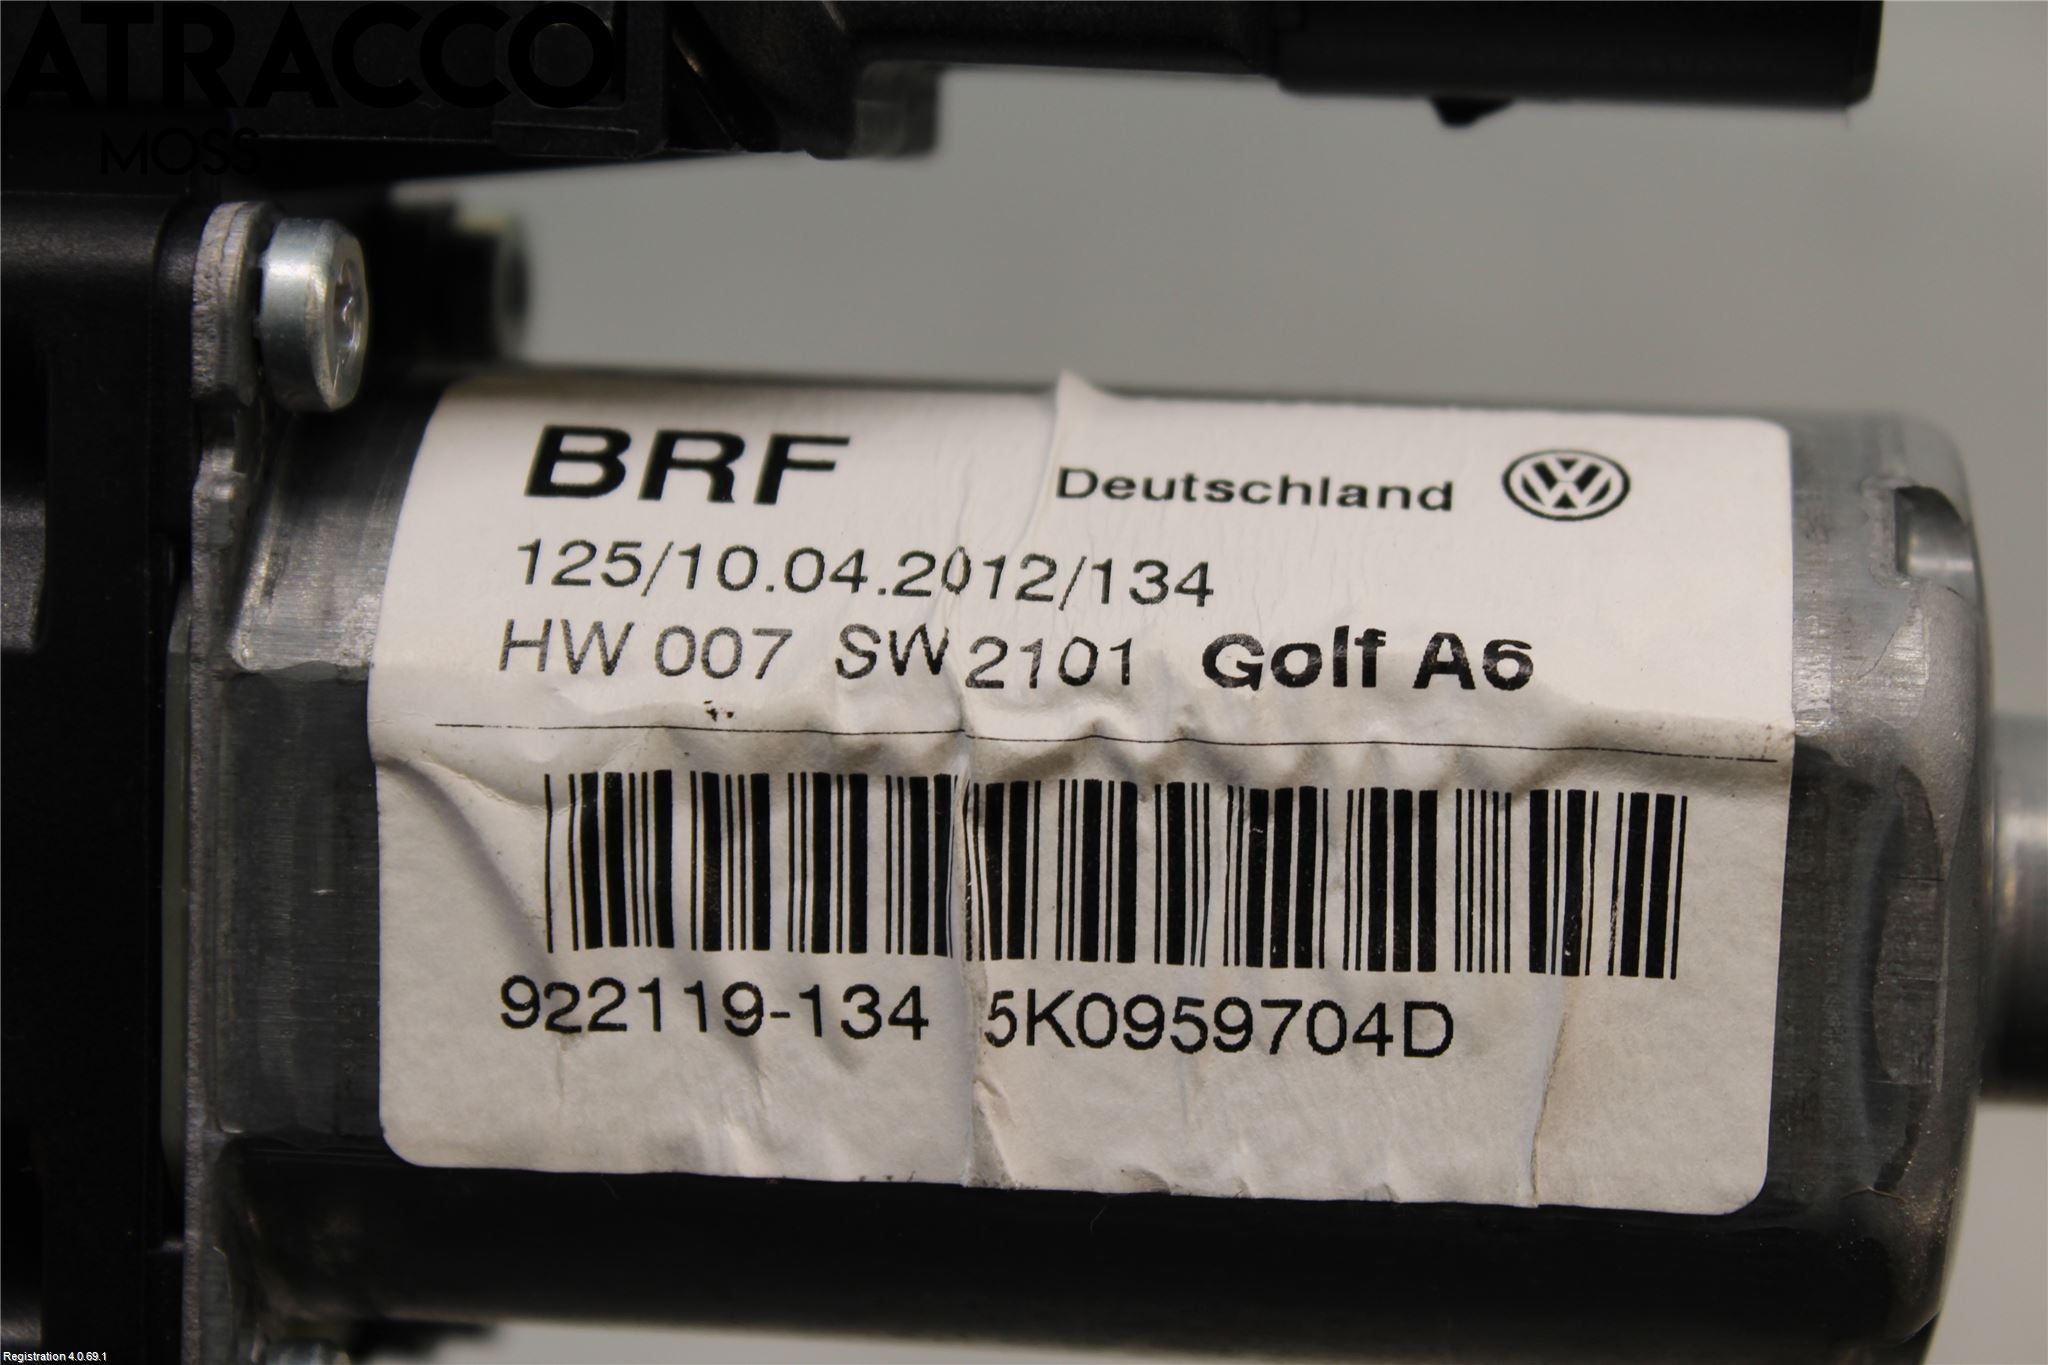 ATRACCO
MOSS
BRF Deutschland VW
125/10.04.2012/134
HW 007 SW 2101 Golf A6
922119-134 5K0959704D
Registration 4.0.69.1